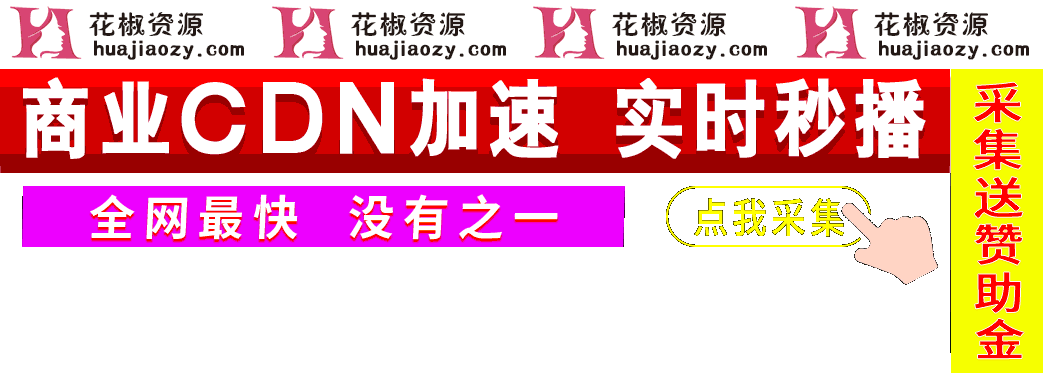 花椒资源 花椒资源 花椒资源 花椒资源
huajiaozy.com huajiaozy.com huajiaozy.com huajiaozy.com
商业CDN加速 实时秒播
全网最快 没有之一
点我采集
采集送赞助金